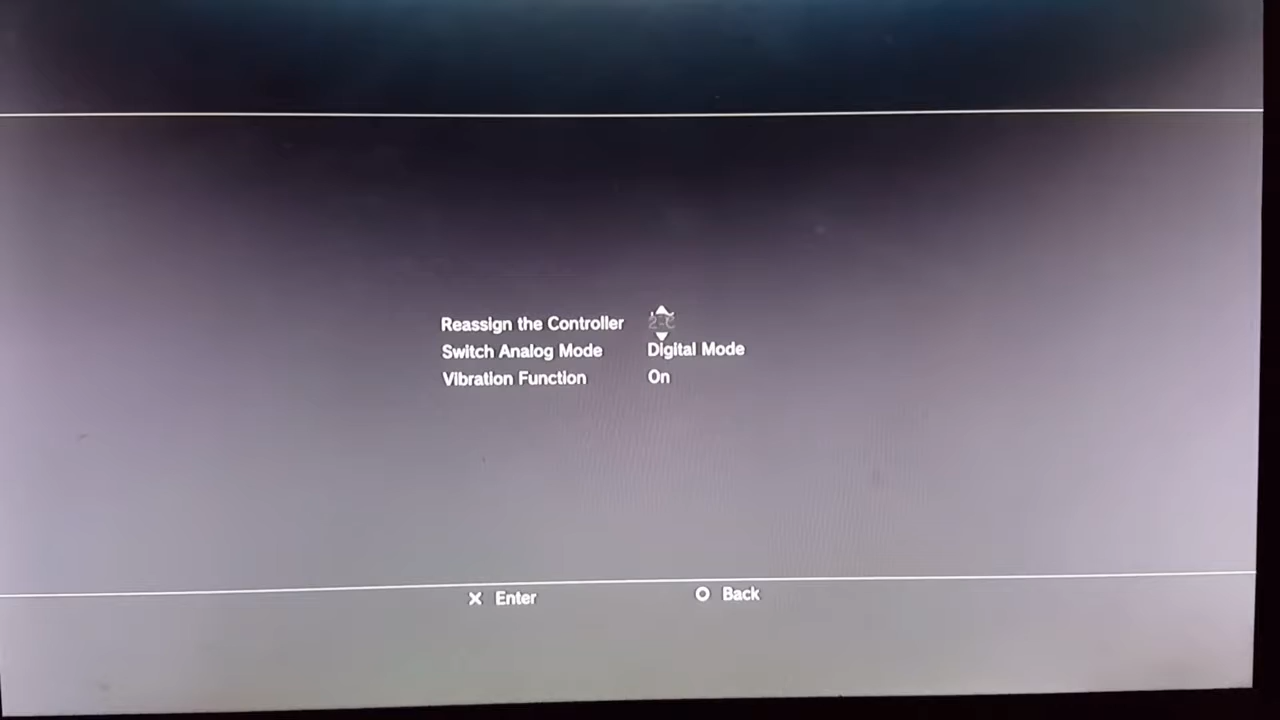 Reassign the Controller
Switch Analog Mode Digital Mode
Vibration Function On
X Enter O Back